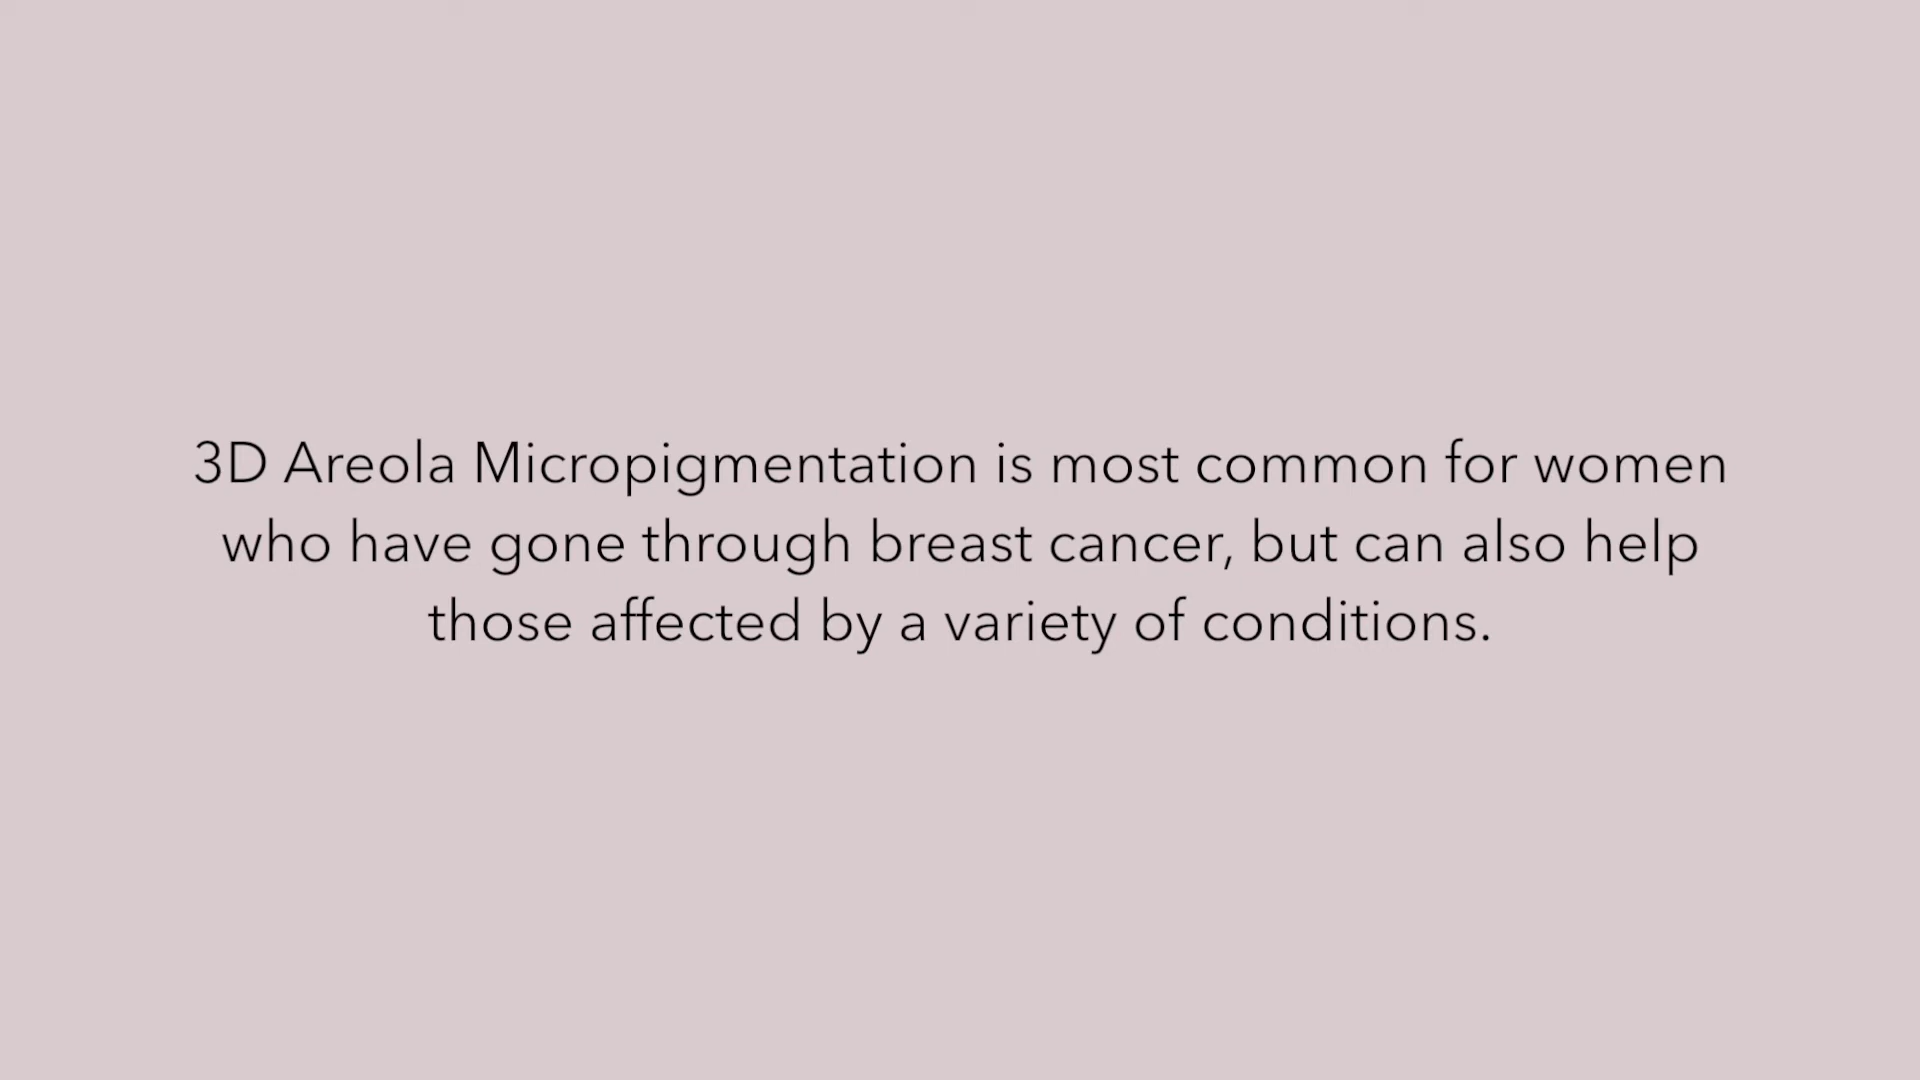 3D Areola Micropigmentation is most common for women
who have gone through breast cancer, but can also help
those affected by a variety of conditions.